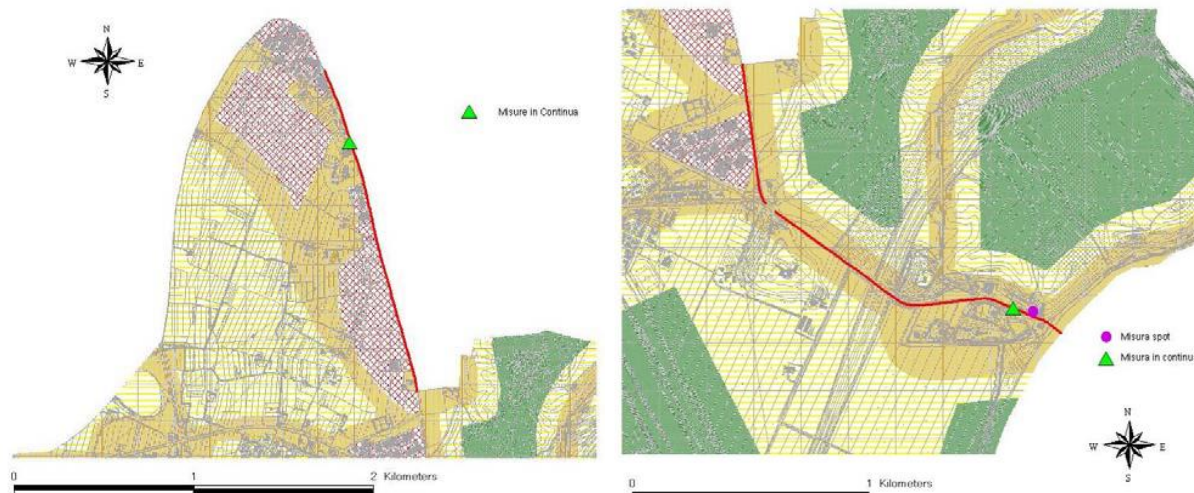 N
W E
S
Misure in Continua
0 1 2 Kilometers
Misura spot
Misura in continua
N
W E
S
0 1 Kilometers